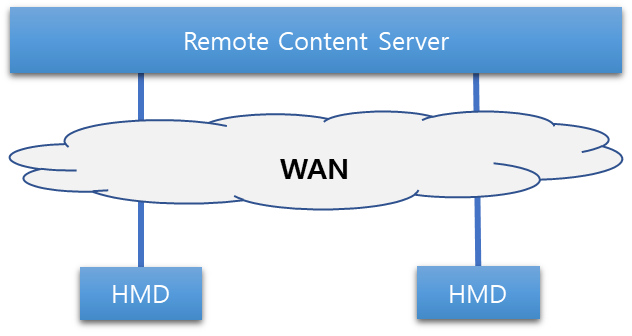 Remote Content Server
WAN
HMD
HMD